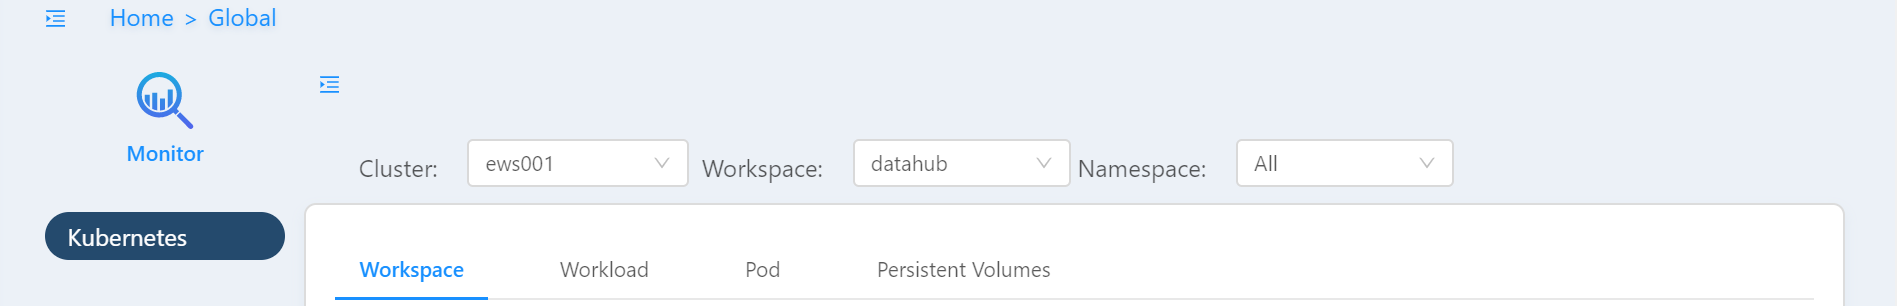 Home > Global
Monitor
Cluster: ews001 Workspace: datahub Namespace: All
Kubernetes
Workspace Workload Pod Persistent Volumes